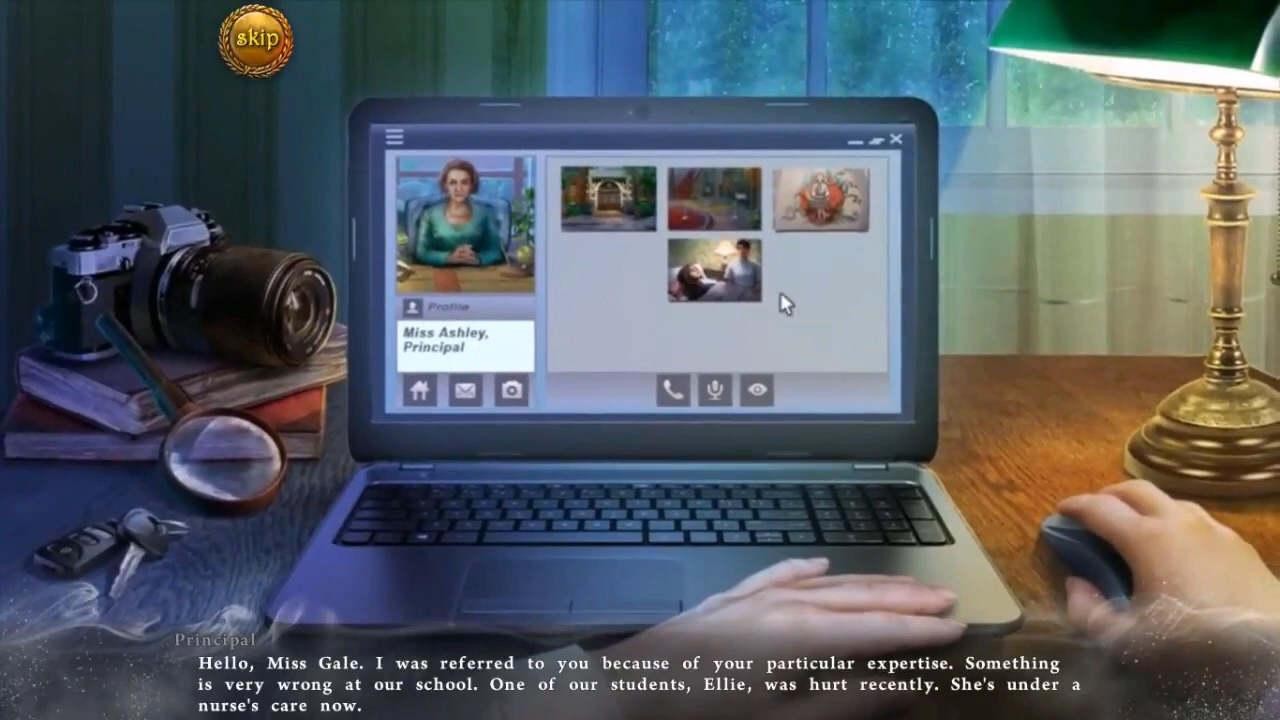 skip
Profile
Miss Ashley,
Principal
Principal
Hello, Miss Gale. I was referred to you because of your particular expertise. Something
is very wrong at our school. One of our students, Ellie, was hurt recently. She's under a
nurse's care now.